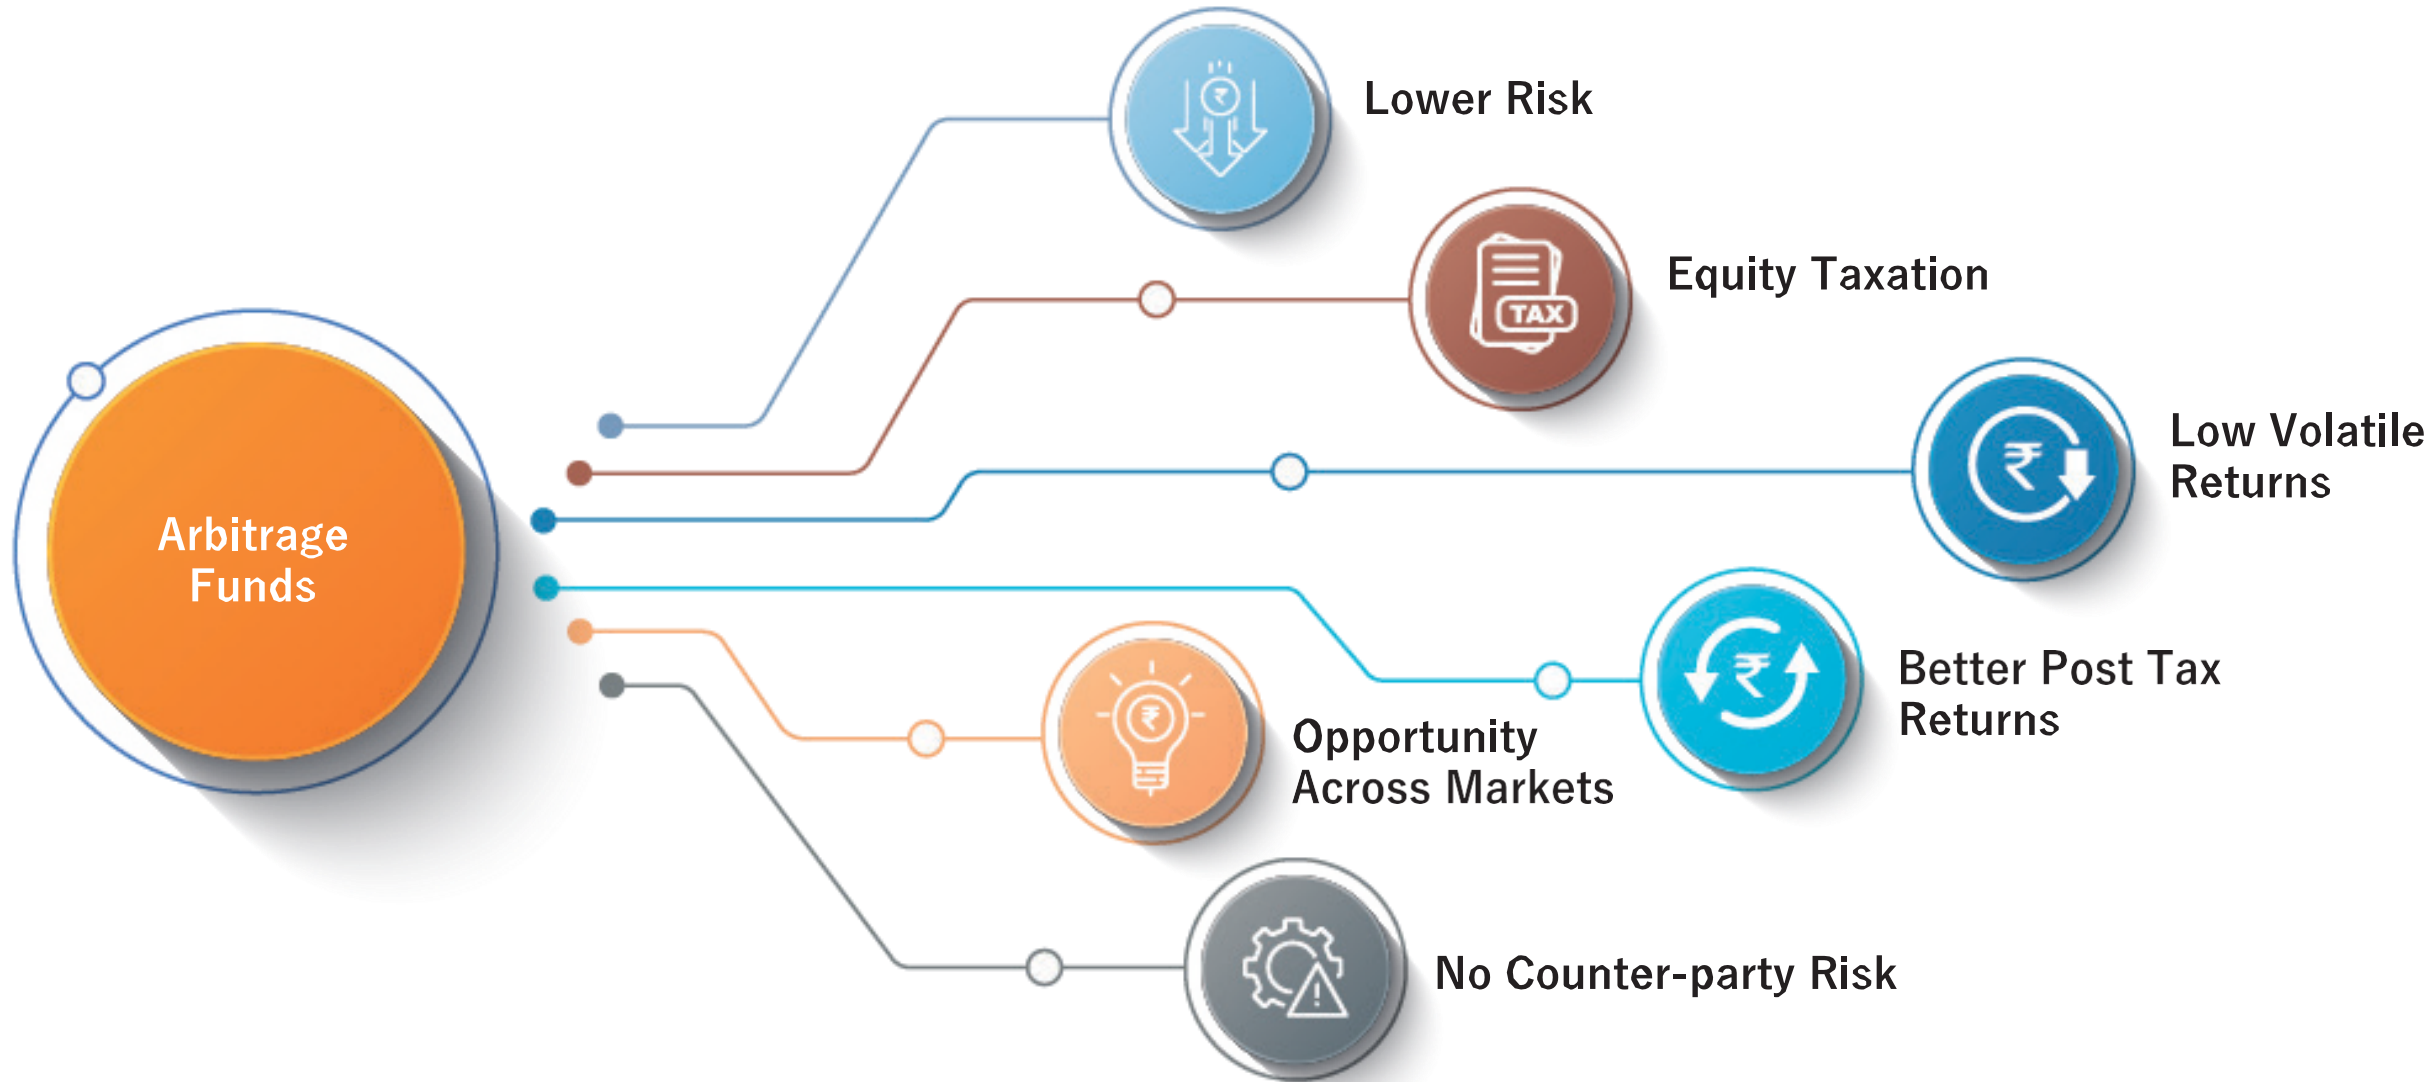 Arbitrage
Funds
Lower Risk
TAX
Equity Taxation
Low Volatile
Returns
Better Post Tax
Returns
Opportunity
Across Markets
No Counter-party Risk
₹
₹
₹
₹
!